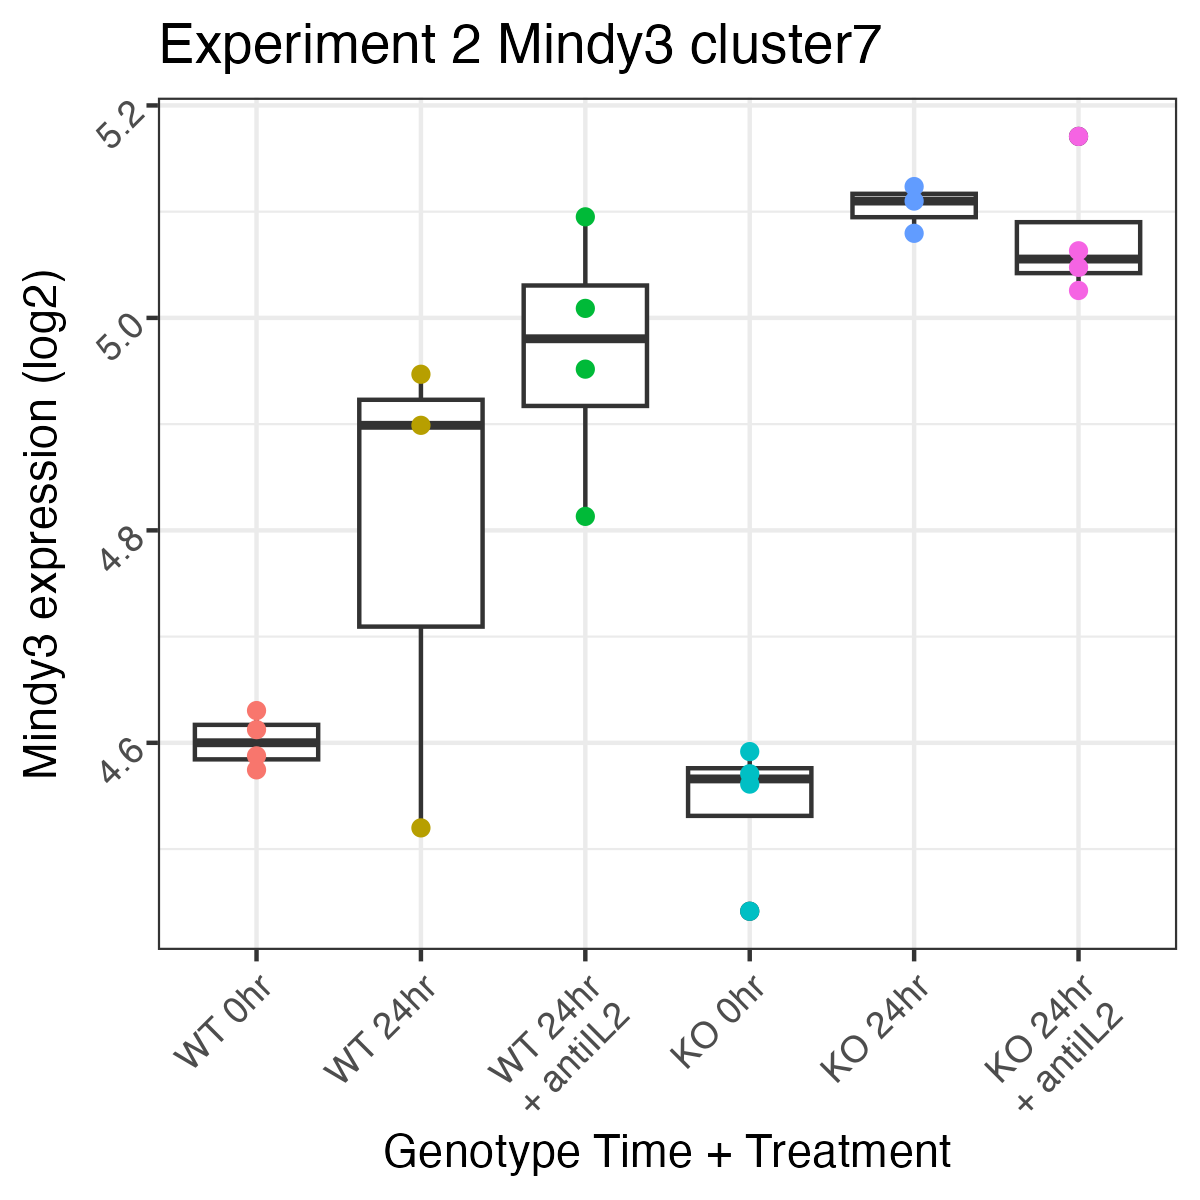 Experiment 2 Mindy3 cluster7
Mindy3 expression (log2)
5.2
5.0
4.8
4.6
WT 0hr
WT 24hr
WT 24hr
+ antiIL2
KO 0hr
KO 24hr
KO 24hr
+ antiIL2
Genotype Time + Treatment